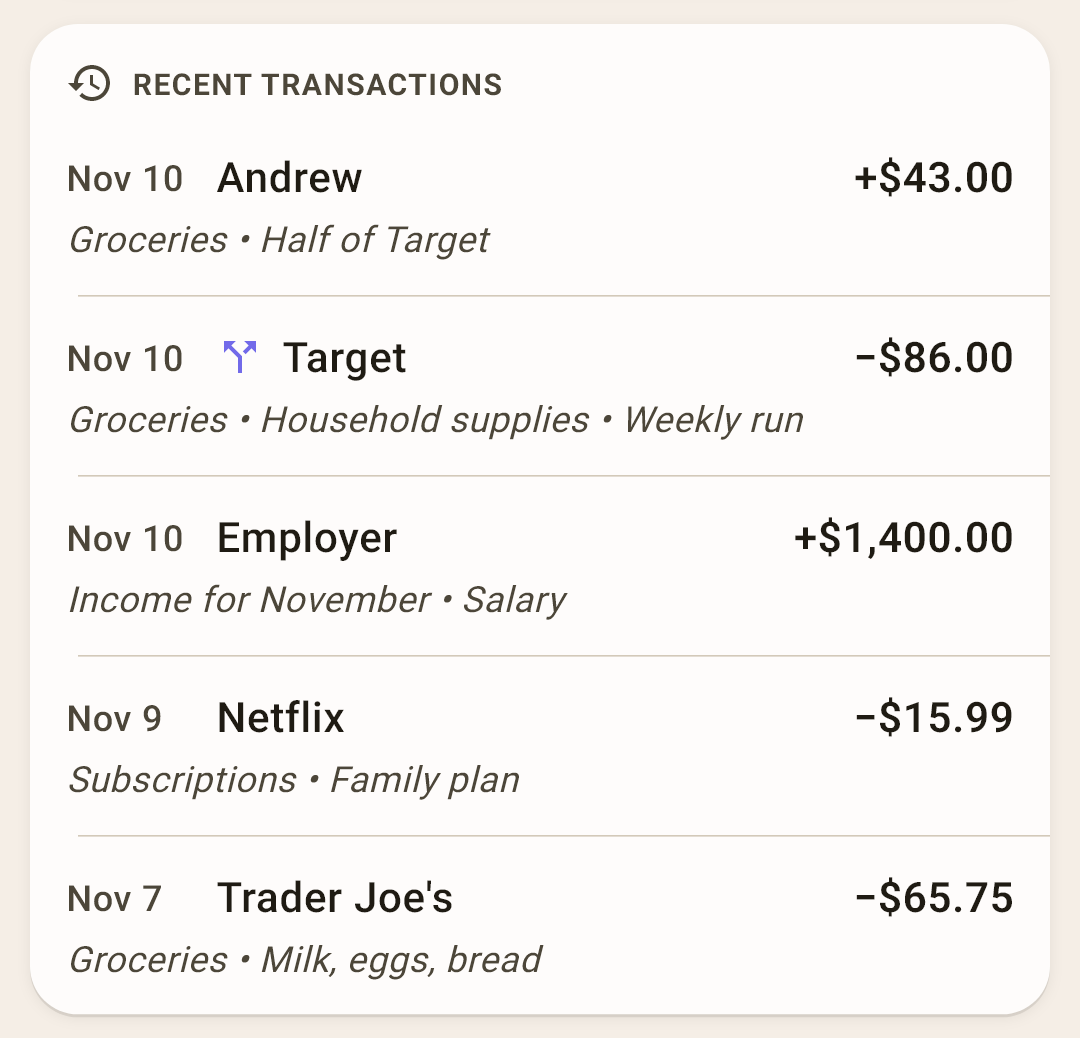 RECENT TRANSACTIONS
Nov 10 Andrew +$43.00
Groceries • Half of Target
Nov 10 Target −$86.00
Groceries • Household supplies • Weekly run
Nov 10 Employer +$1,400.00
Income for November • Salary
Nov 9 Netflix −$15.99
Subscriptions • Family plan
Nov 7 Trader Joe's −$65.75
Groceries • Milk, eggs, bread